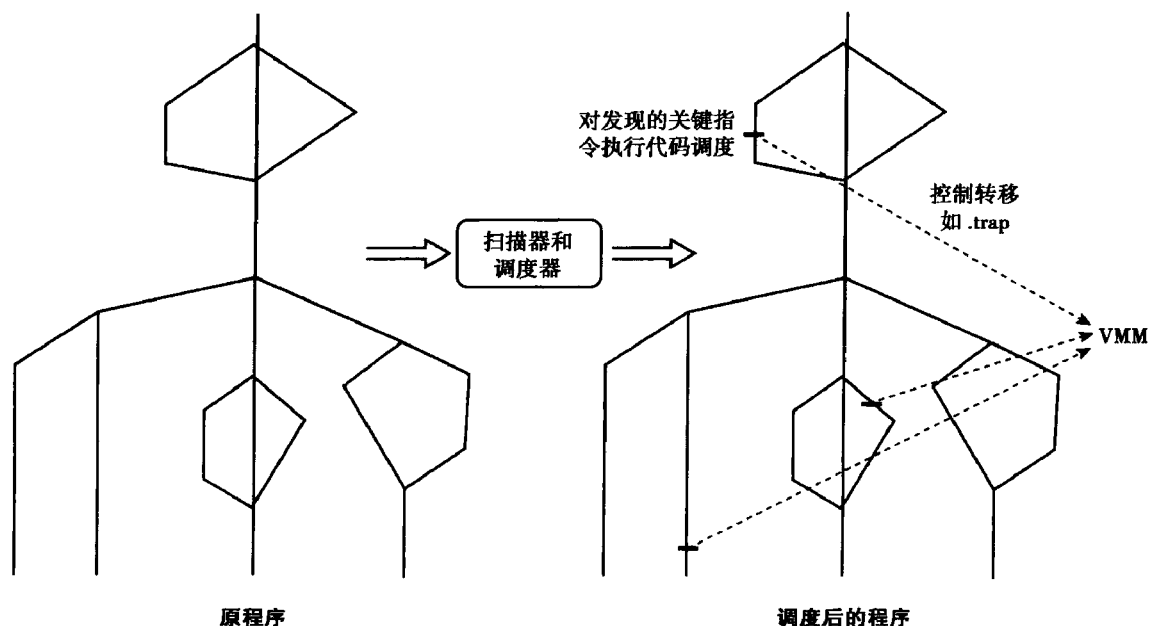 对发现的关键指
令执行代码调度
控制转移
如 .trap
扫描器和
调度器
VMM
原程序
调度后的程序